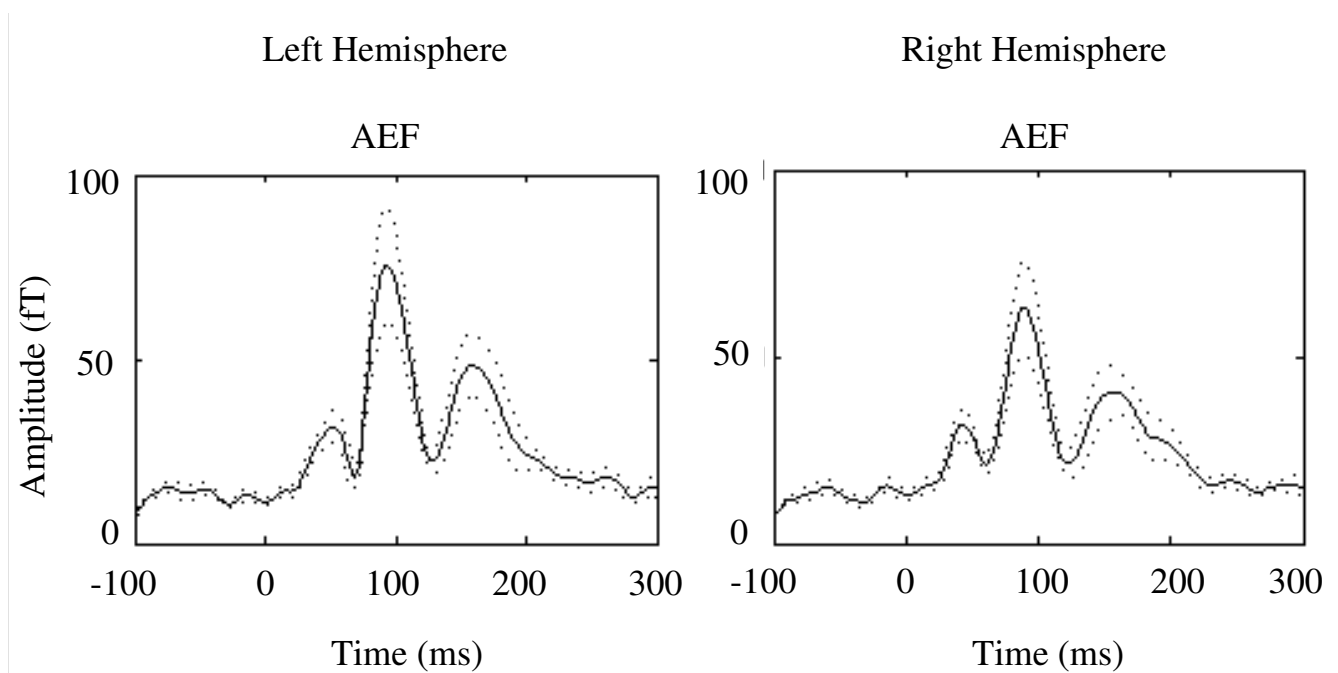 Left Hemisphere
AEF
Amplitude (fT)
100
50
0
-100 0 100 200 300
Time (ms)
Right Hemisphere
AEF
100
50
0
-100 0 100 200 300
Time (ms)